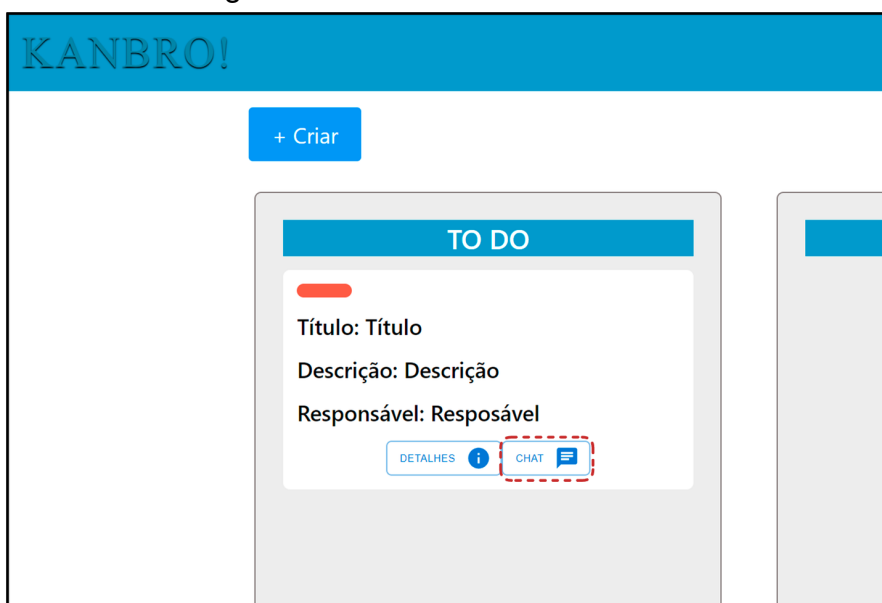 KANBRO!
+ Criar
TO DO
Título: Título
Descrição: Descrição
Responsável: Resposável
DETALHES
CHAT